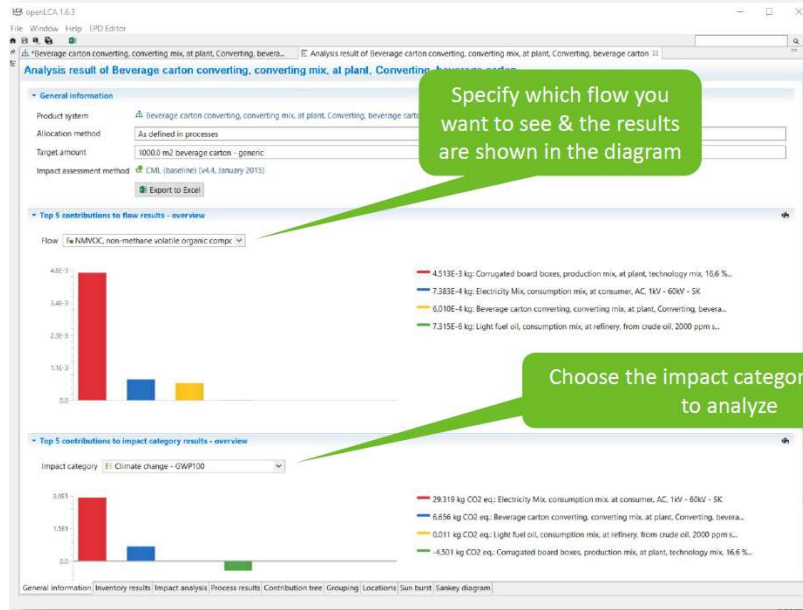 openLCA 1.6.3
File Window Help EPD Editor
*Beverage carton converting, converting mix, at plant, Converting, bevera...
Analysis result of Beverage carton converting, converting mix, at plant, Converting, beverage carton
Analysis result of Beverage carton converting, converting mix, at plant, Converting, beverage carton
General information
Product system
Beverage carton converting, converting mix, at plant, Converting, beverage
Allocation method
As defined in processes
Target amount
1000.0 m2 beverage carton - generic
Impact assessment method
CML (baseline) [v4.4, January 2015]
Export to Excel
Specify which flow you
want to see & the results
are shown in the diagram
Top 5 contributions to flow results - overview
Flow
NMVOC, non-methane volatile organic compc
4.6E-3
3.4E-3
2.3E-3
1.1E-3
0.0
4.513E-3 kg: Corrugated board boxes, production mix, at plant, technology mix, 16,6 %...
7.383E-4 kg: Electricity Mix, consumption mix, at consumer, AC, 1kV - 60kV - SK
6.010E-4 kg: Beverage carton converting, converting mix, at plant, Converting, bevera...
7.315E-6 kg: Light fuel oil, consumption mix, at refinery, from crude oil, 2000 ppm s...
Choose the impact categor
to analyze
Top 5 contributions to impact category results - overview
Impact category
Climate change - GWP100
3.0E1
1.5E1
0.0
29.319 kg CO2 eq.: Electricity Mix, consumption mix, at consumer, AC, 1kV - 60kV - SK
6.656 kg CO2 eq.: Beverage carton converting, converting mix, at plant, Converting, bevera...
0.011 kg CO2 eq.: Light fuel oil, consumption mix, at refinery, from crude oil, 2000 ppm s...
-4.501 kg CO2 eq.: Corrugated board boxes, production mix, at plant, technology mix, 16,6 %...
General information Inventory results Impact analysis Process results Contribution tree Grouping Locations Sun burst Sankey diagram